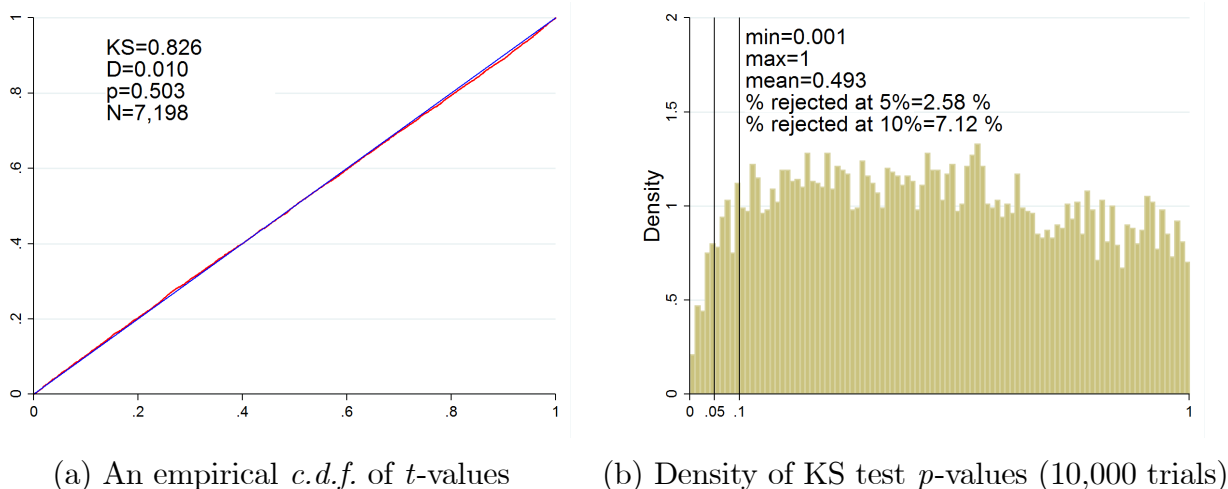 KS=0.826
D=0.010
p=0.503
N=7,198
1
.8
.6
.4
.2
0
0 .2 .4 .6 .8 1
(a) An empirical c.d.f. of t-values
min=0.001
max=1
mean=0.493
% rejected at 5%=2.58 %
% rejected at 10%=7.12 %
Density
2
1.5
1
.5
0
0 .05 .1 1
(b) Density of KS test p-values (10,000 trials)